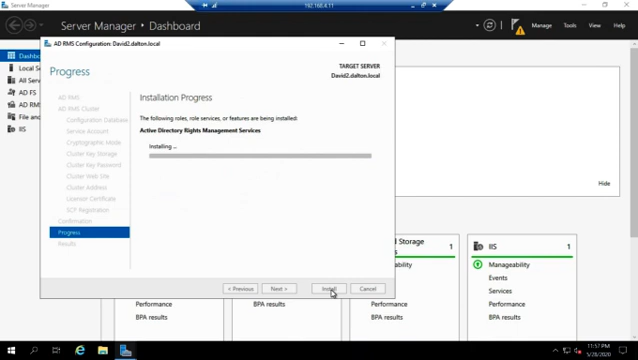 Server Manager
192.168.4.11
Server Manager · Dashboard
Manage Tools View Help
AD RMS Configuration: David2.dalton.local
Progress
TARGET SERVER
David2.dalton.local
AD RMS
AD RMS Cluster
Configuration Database
Service Account
Cryptographic Mode
Cluster Key Storage
Cluster Key Password
Cluster Web Site
Cluster Address
Licensor Certificate
SCP Registration
Confirmation
Progress
Results
Installation Progress
The following roles, role services, or features are being installed:
Active Directory Rights Management Services
Installing ...
< Previous
Next >
Install
Cancel
Dashbo
Local Se
All Serv
AD FS
AD RMS
File and
IIS
Hide
d Storage
1
ability
Performance
BPA results
BPA results
Performance
BPA results
IIS
1
Manageability
Events
Services
Performance
BPA results
11:57 PM
5/28/2020